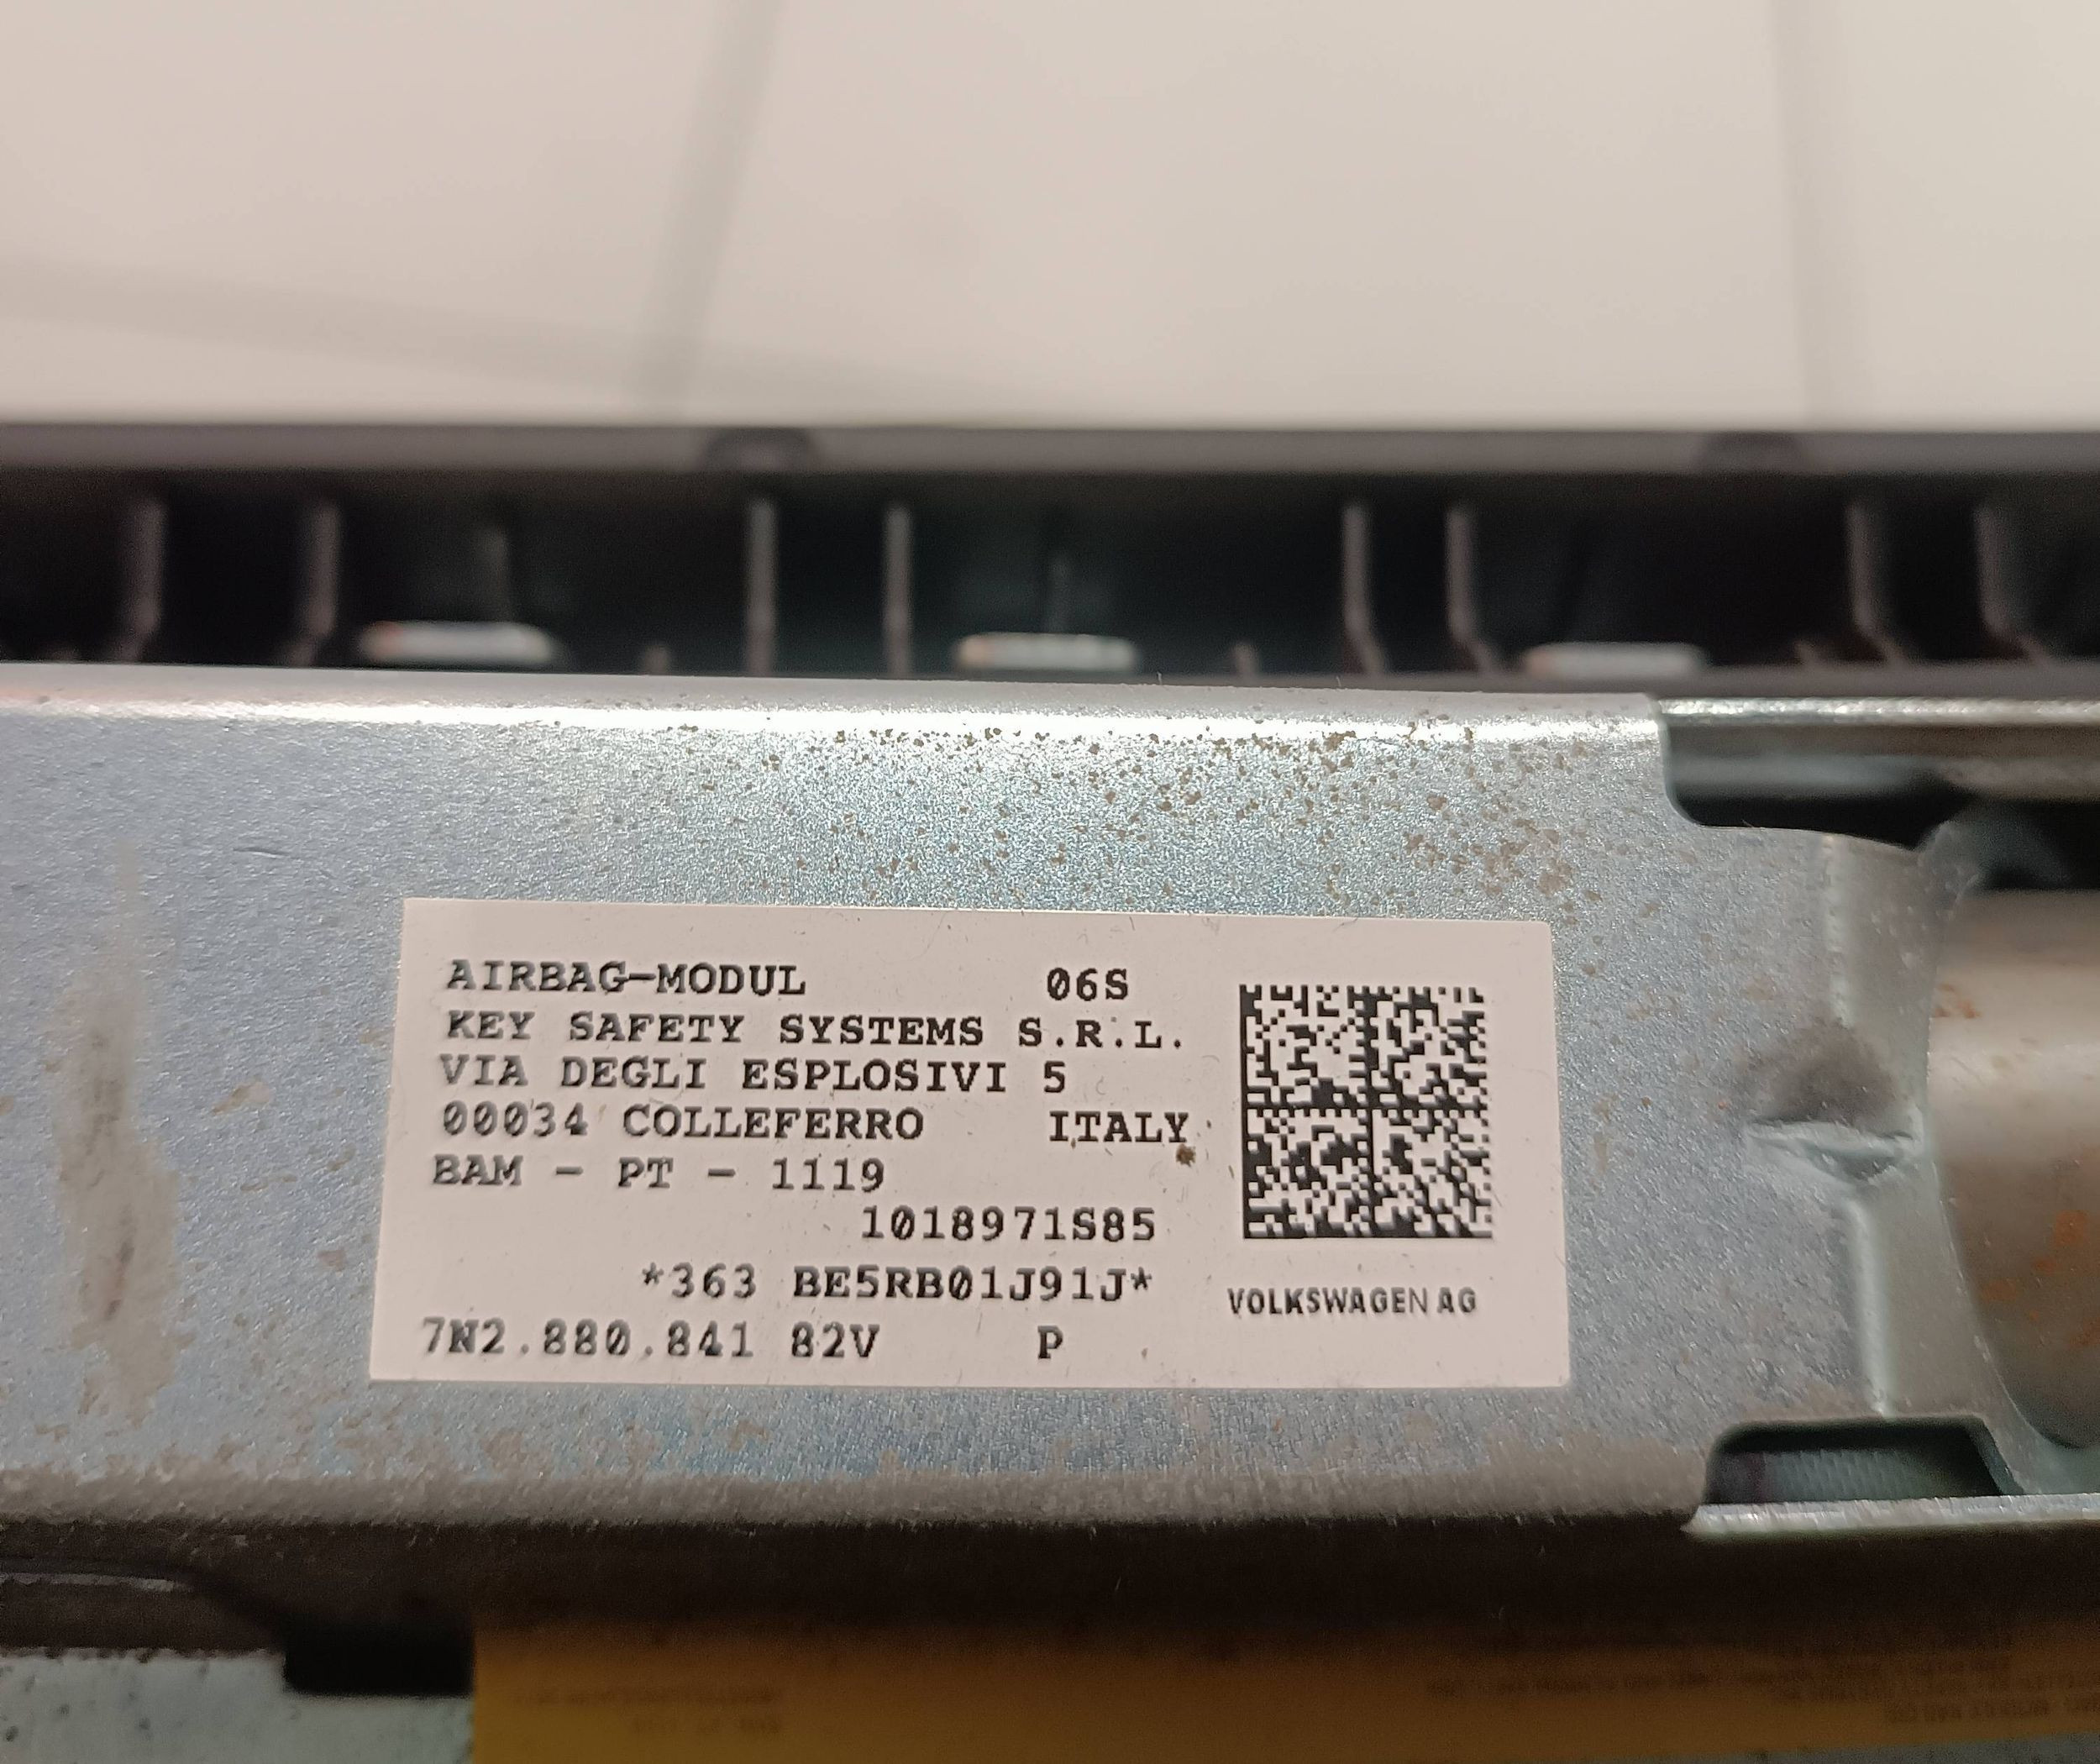 AIRBAG-MODUL 06S
KEY SAFETY SYSTEMS S.R.L.
VIA DEGLI ESPLOSIVI 5
00034 COLLEFERRO ITALY
BAM - PT - 1119
1018971S85
*363 BE5RB01J91J*
VOLKSWAGEN AG
7N2.880.841 82V P